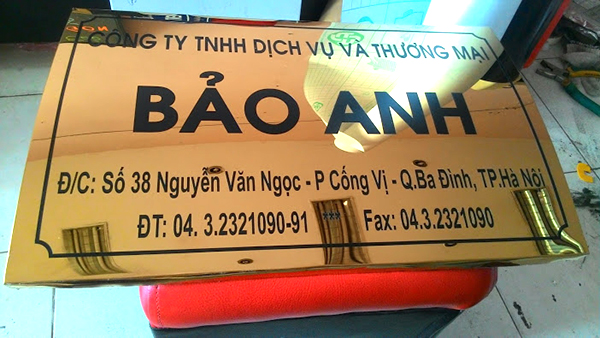 CÔNG TY TNHH DỊCH VỤ VÀ THƯƠNG MẠI
BẢO ANH
Đ/C: Số 38 Nguyễn Văn Ngọc - P Cống Vị - Q.Ba Đình, TP.Hà Nội
ĐT: 04. 3.2321090-91 *** Fax: 04.3.2321090